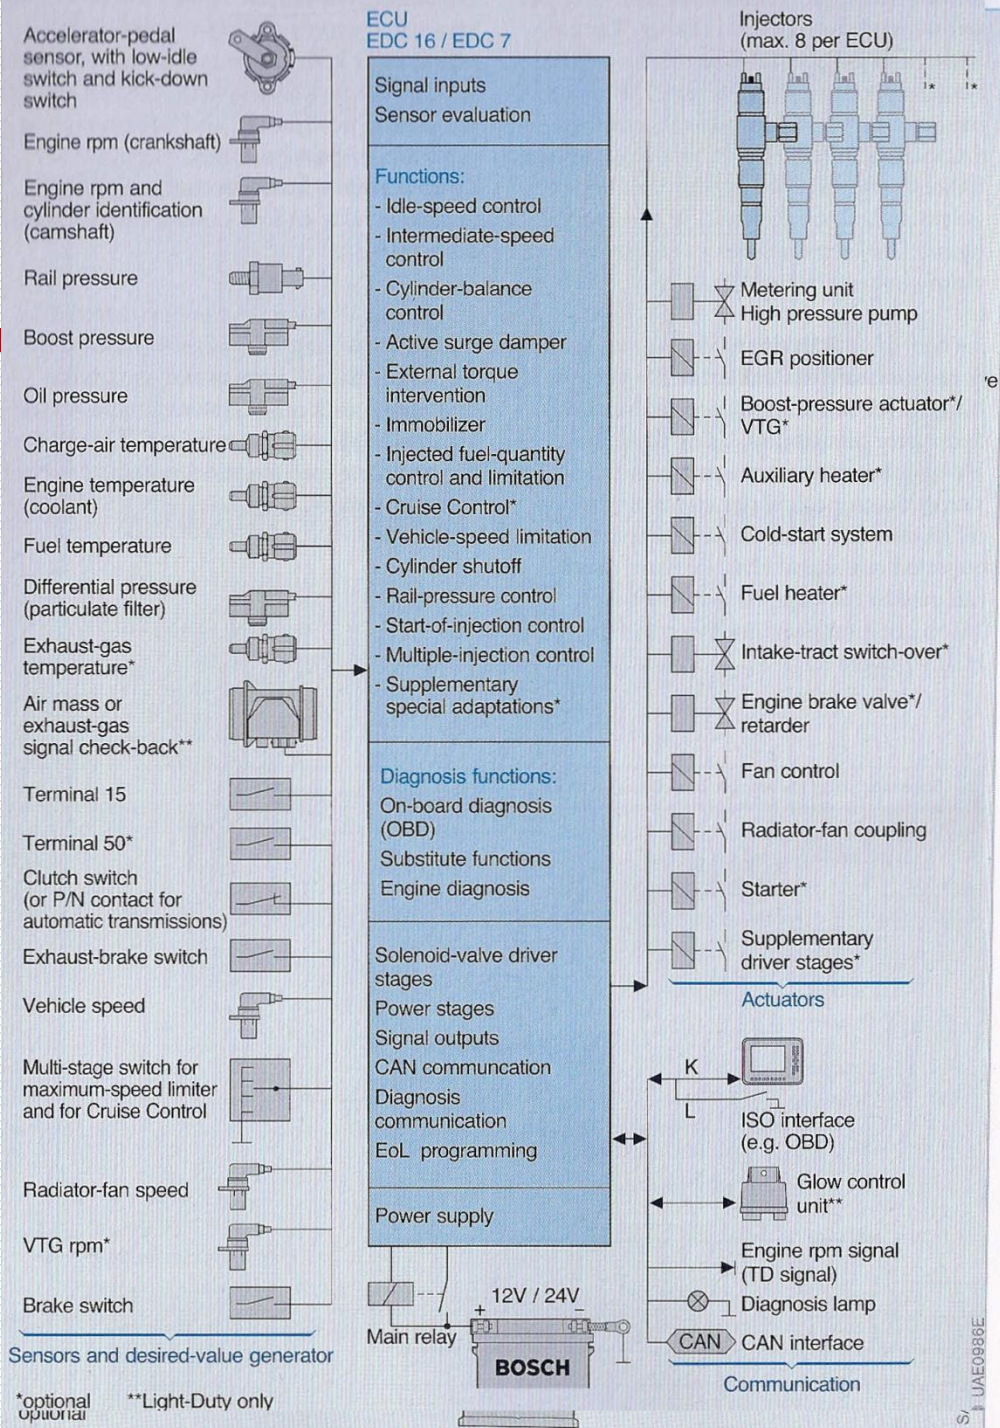 Accelerator-pedal
sensor, with low-idle
switch and kick-down
switch
Engine rpm (crankshaft)
Engine rpm and
cylinder identification
(camshaft)
Rail pressure
Boost pressure
Oil pressure
Charge-air temperature
Engine temperature
(coolant)
Fuel temperature
Differential pressure
(particulate filter)
Exhaust-gas
temperature*
Air mass or
exhaust-gas
signal check-back**
Terminal 15
Terminal 50*
Clutch switch
(or P/N contact for
automatic transmissions)
Exhaust-brake switch
Vehicle speed
Multi-stage switch for
maximum-speed limiter
and for Cruise Control
Radiator-fan speed
VTG rpm*
Brake switch
Sensors and desired-value generator
*optional **Light-Duty only
optional
ECU
EDC 16 / EDC 7
Signal inputs
Sensor evaluation
Functions:
- Idle-speed control
- Intermediate-speed
control
- Cylinder-balance
control
- Active surge damper
- External torque
intervention
- Immobilizer
- Injected fuel-quantity
control and limitation
- Cruise Control*
- Vehicle-speed limitation
- Cylinder shutoff
- Rail-pressure control
- Start-of-injection control
- Multiple-injection control
- Supplementary
special adaptations*
Diagnosis functions:
On-board diagnosis
(OBD)
Substitute functions
Engine diagnosis
Solenoid-valve driver
stages
Power stages
Signal outputs
CAN communcation
Diagnosis
communication
EoL programming
Power supply
Main relay
12V / 24V
+ −
BOSCH
Injectors
(max. 8 per ECU)
* *
Metering unit
High pressure pump
EGR positioner
Boost-pressure actuator*/
VTG*
Auxiliary heater*
Cold-start system
Fuel heater*
Intake-tract switch-over*
Engine brake valve*/
retarder
Fan control
Radiator-fan coupling
Starter*
Supplementary
driver stages*
Actuators
K
L
ISO interface
(e.g. OBD)
Glow control
unit**
Engine rpm signal
(TD signal)
Diagnosis lamp
CAN CAN interface
Communication
UAE0986E